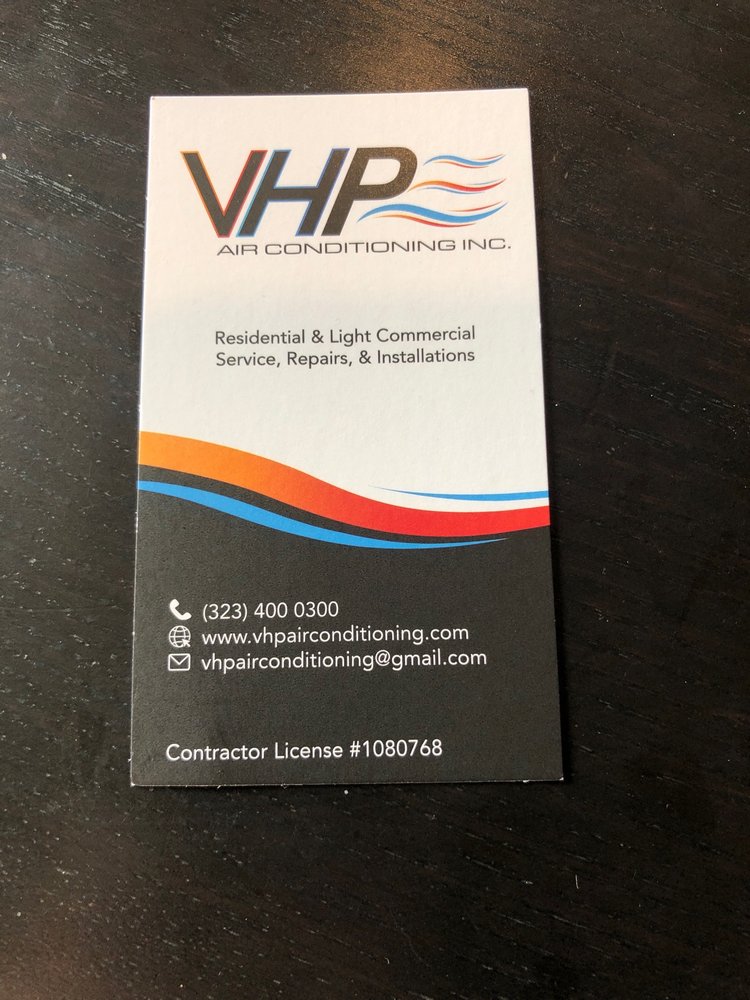 VHP
AIR CONDITIONING INC.
Residential & Light Commercial
Service, Repairs, & Installations
(323) 400 0300
www.vhpairconditioning.com
vhpairconditioning@gmail.com
Contractor License #1080768